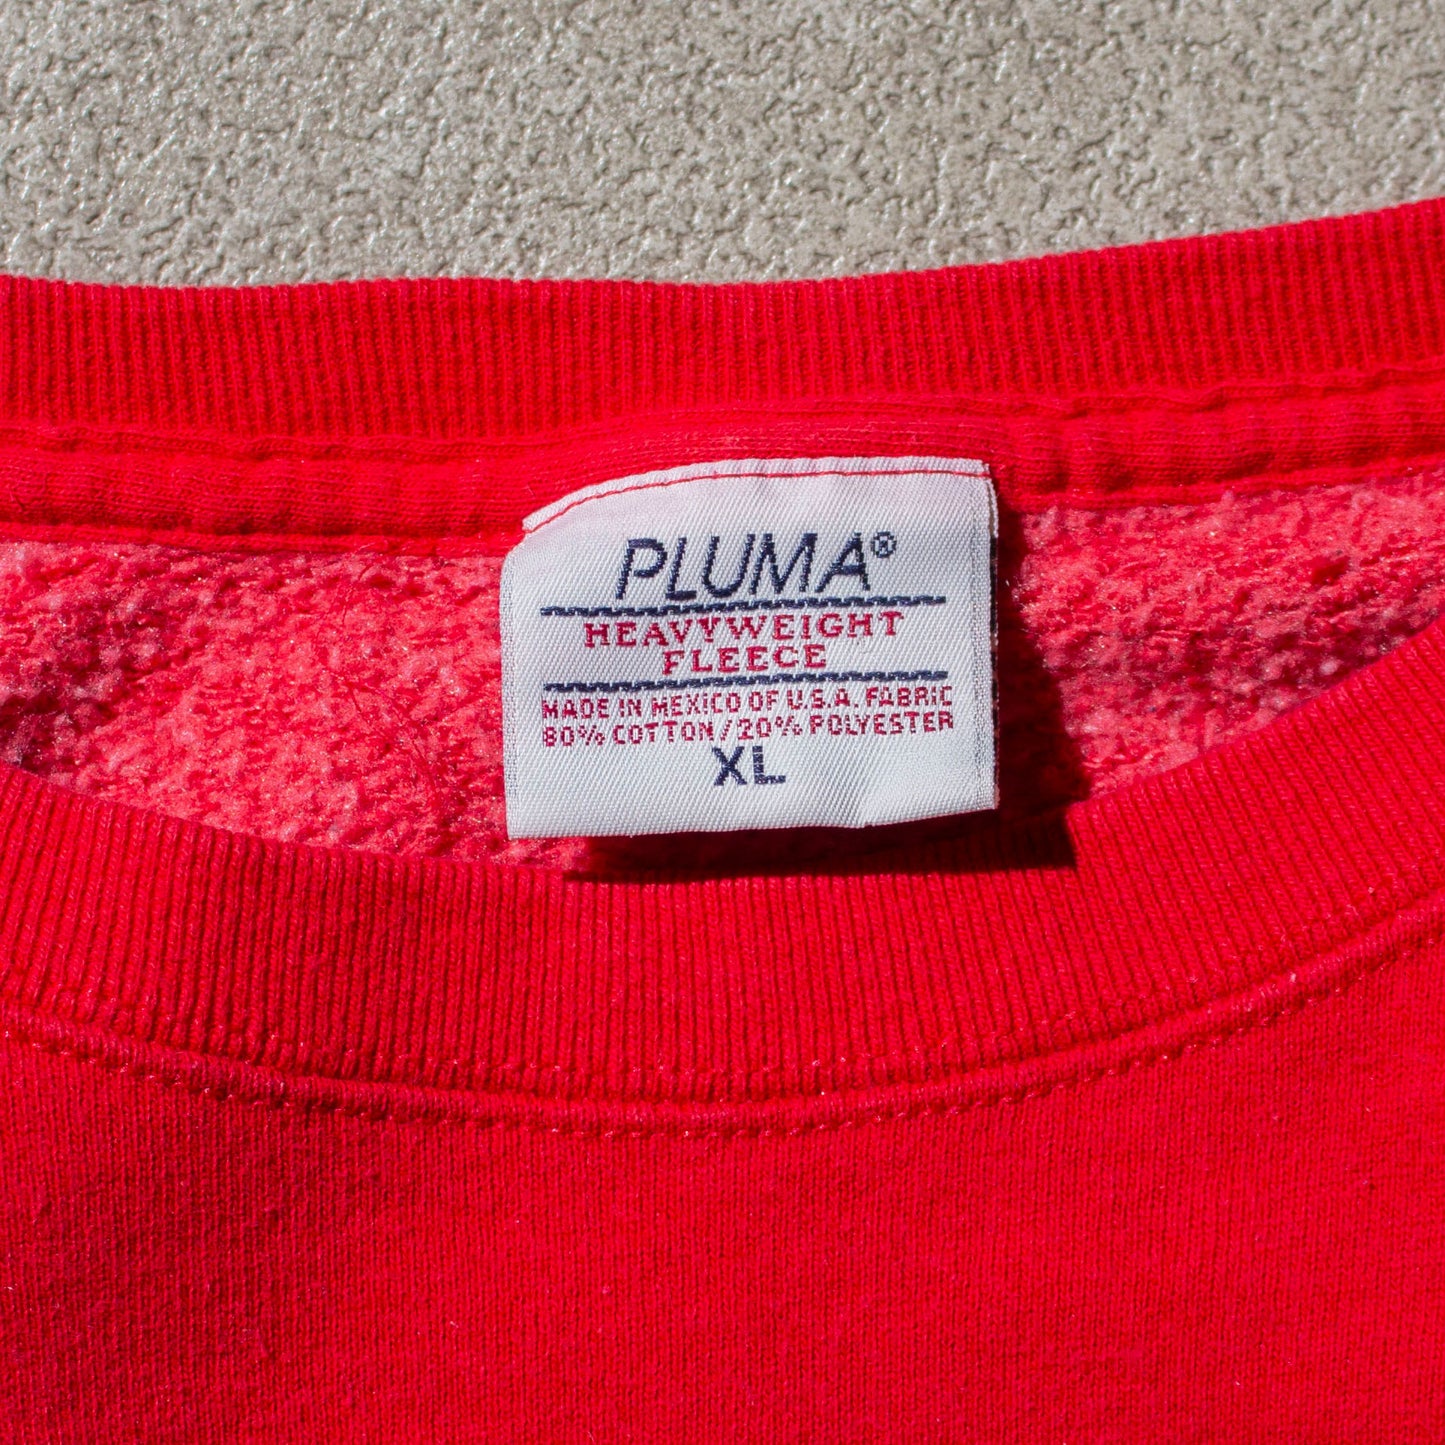 PLUMA®
HEAVYWEIGHT
FLEECE
MADE IN MEXICO OF U.S.A. FABRIC
80% COTTON/20% POLYESTER
XL